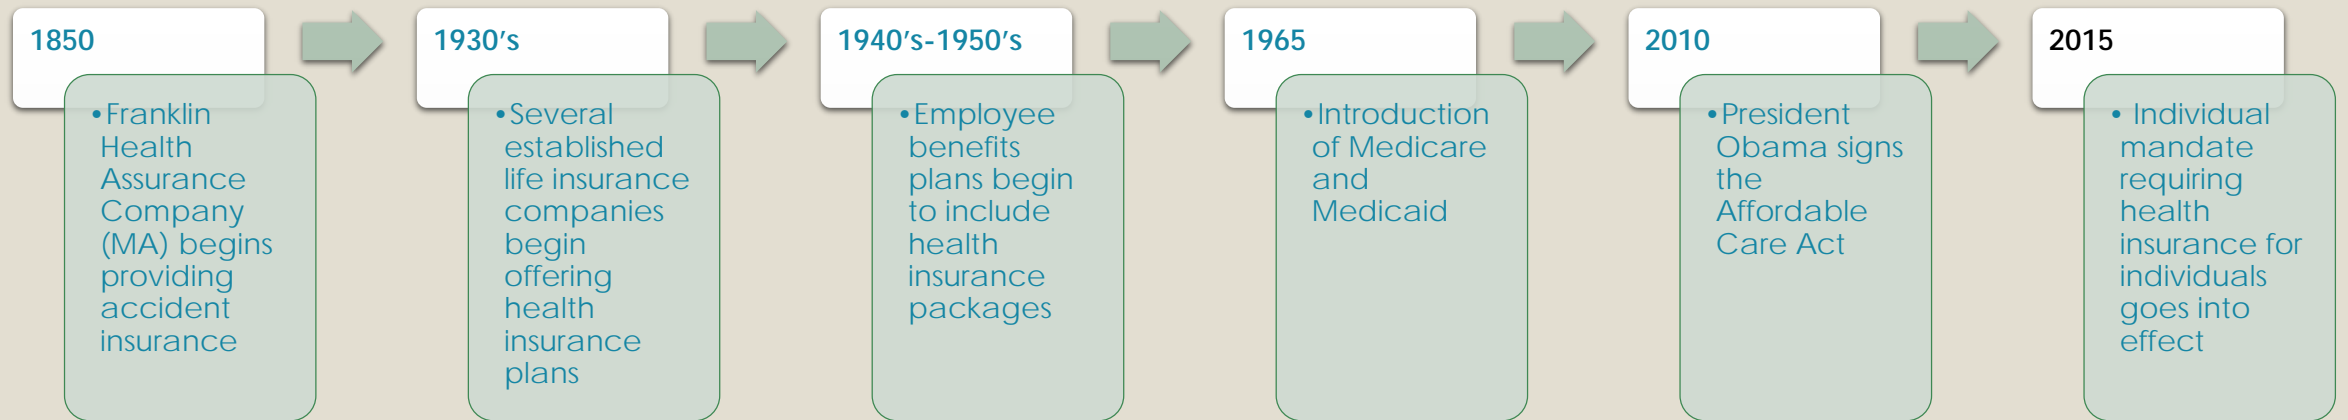 1850
•Franklin
Health
Assurance
Company
(MA) begins
providing
accident
insurance
1930's
•Several
established
life insurance
companies
begin
offering
health
insurance
plans
1940's-1950's
•Employee
benefits
plans begin
to include
health
insurance
packages
1965
•Introduction
of Medicare
and
Medicaid
2010
•President
Obama signs
the
Affordable
Care Act
2015
• Individual
mandate
requiring
health
insurance for
individuals
goes into
effect